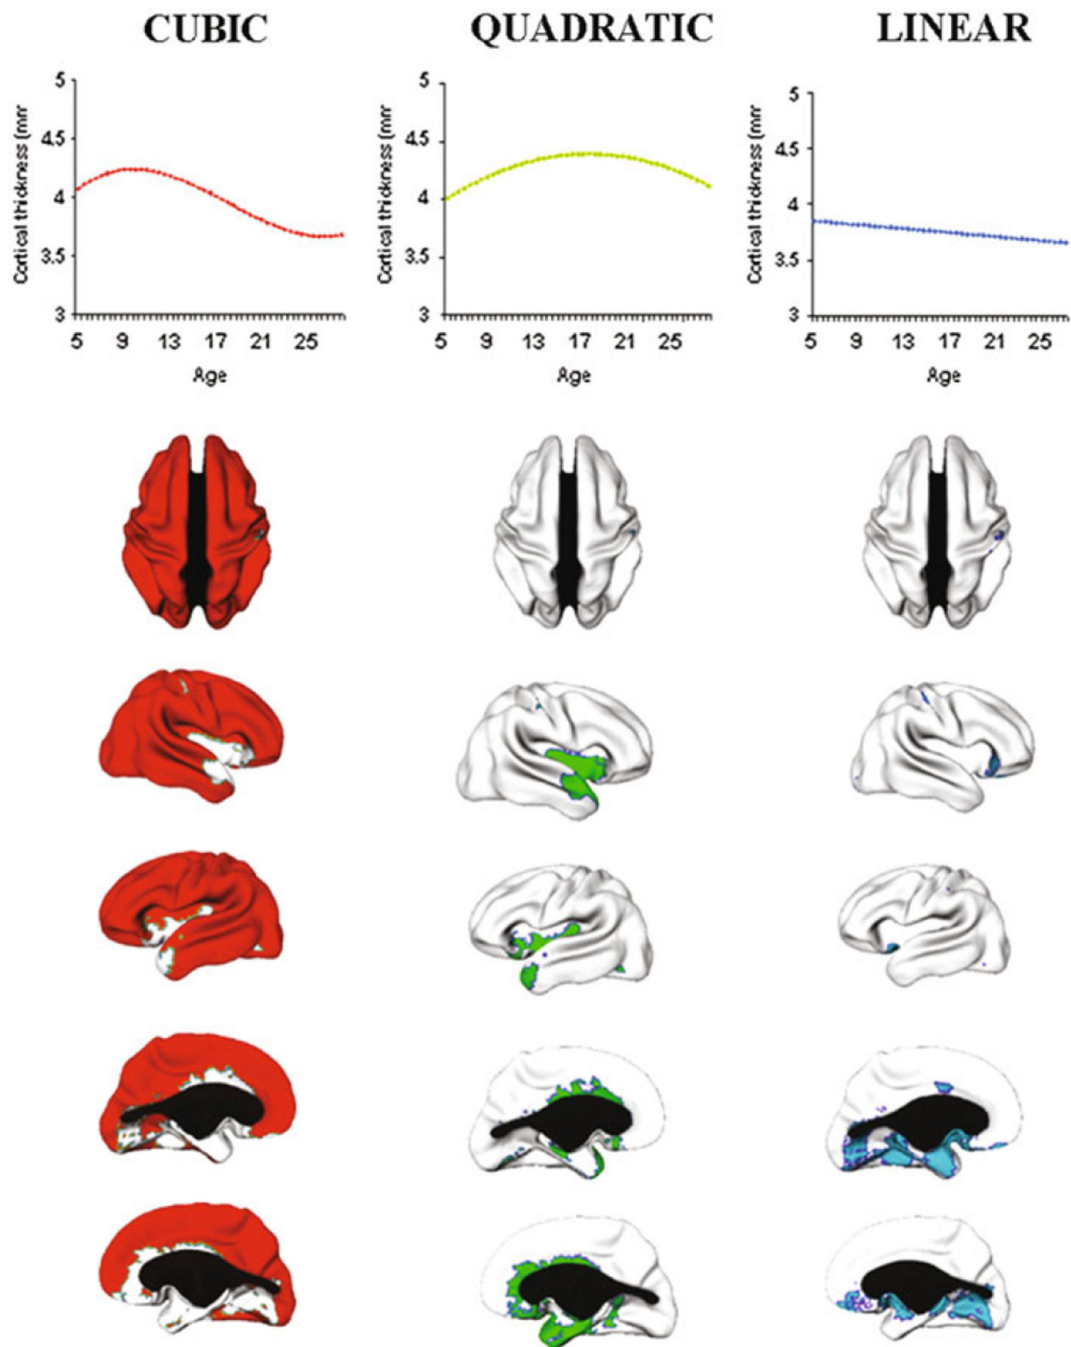 CUBIC QUADRATIC LINEAR
5 5 5
4.5 4.5 4.5
4 4 4
3.5 3.5 3.5
3 3 3
Cortical thickness (mm
Cortical thickness (mm
Cortical thickness (mm
5 9 13 17 21 25
5 9 13 17 21 25
5 9 13 17 21 25
Age Age Age